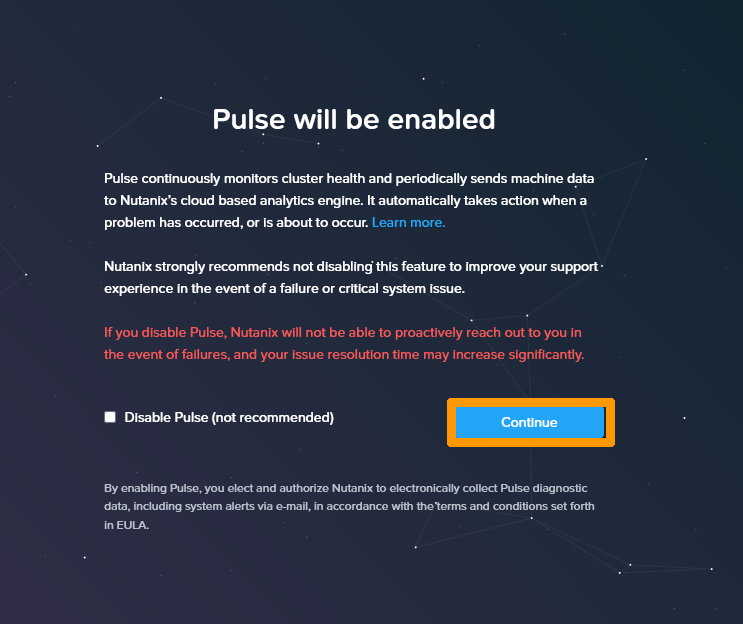 Pulse will be enabled
Pulse continuously monitors cluster health and periodically sends machine data
to Nutanix's cloud based analytics engine. It automatically takes action when a
problem has occurred, or is about to occur. Learn more.
Nutanix strongly recommends not disabling this feature to improve your support
experience in the event of a failure or critical system issue.
If you disable Pulse, Nutanix will not be able to proactively reach out to you in
the event of failures, and your issue resolution time may increase significantly.
Disable Pulse (not recommended)
Continue
By enabling Pulse, you elect and authorize Nutanix to electronically collect Pulse diagnostic
data, including system alerts via e-mail, in accordance with the terms and conditions set forth
in EULA.